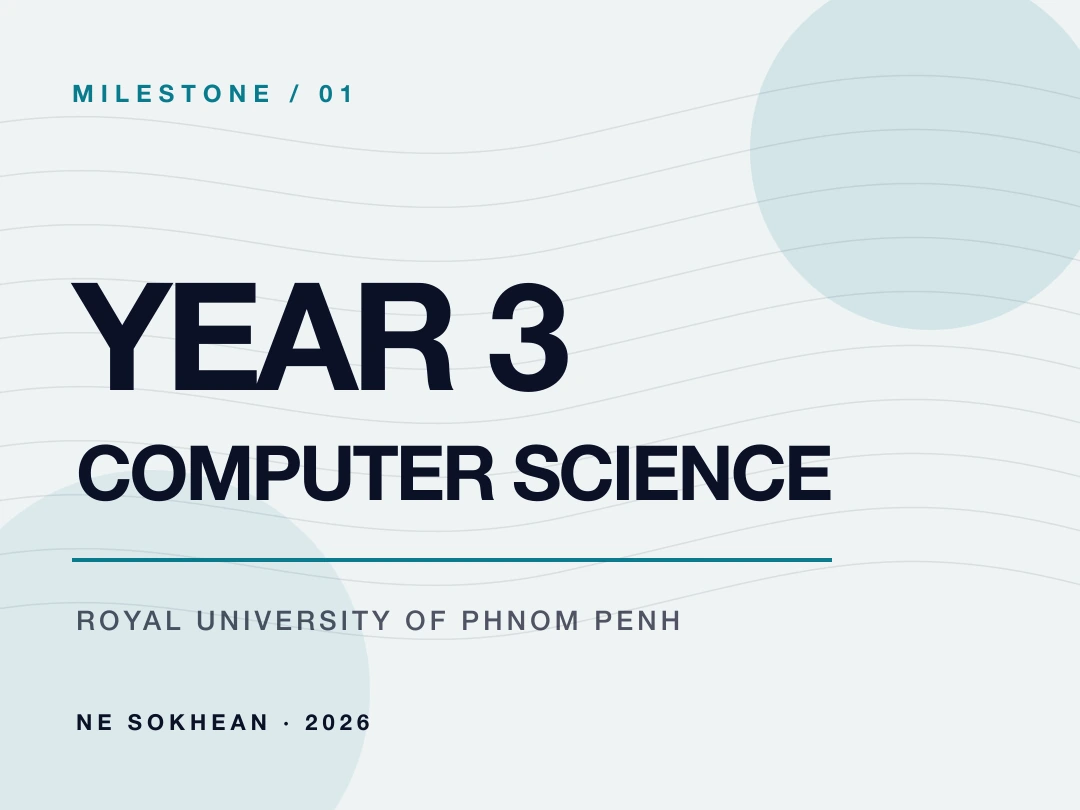 MILESTONE / 01
YEAR 3
COMPUTER SCIENCE
ROYAL UNIVERSITY OF PHNOM PENH
NE SOKHEAN · 2026